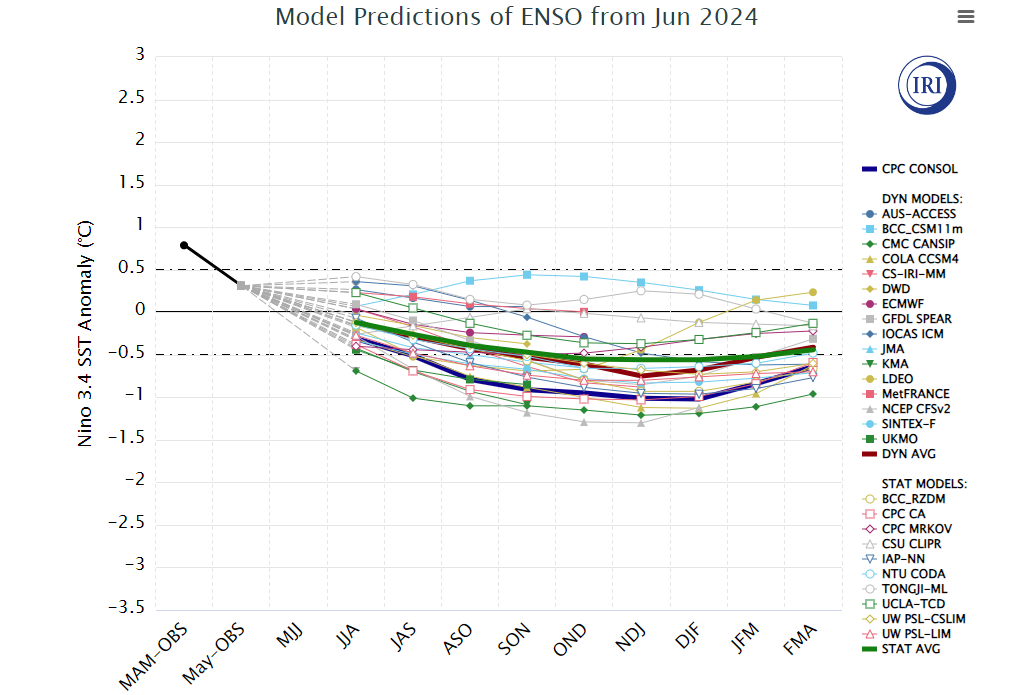 Model Predictions of ENSO from Jun 2024
IRI
Nino 3.4 SST Anomaly (°C)
3
2.5
2
1.5
1
0.5
0
−0.5
−1
−1.5
−2
−2.5
−3
−3.5
MAM-OBS
May-OBS
MJJ
JJA
JAS
ASO
SON
OND
NDJ
DJF
JFM
FMA
CPC CONSOL
DYN MODELS:
AUS-ACCESS
BCC_CSM11m
CMC CANSIP
COLA CCSM4
CS-IRI-MM
DWD
ECMWF
GFDL SPEAR
IOCAS ICM
JMA
KMA
LDEO
MetFRANCE
NCEP CFSv2
SINTEX-F
UKMO
DYN AVG
STAT MODELS:
BCC_RZDM
CPC CA
CPC MRKOV
CSU CLIPR
IAP-NN
NTU CODA
TONGJI-ML
UCLA-TCD
UW PSL-CSLIM
UW PSL-LIM
STAT AVG